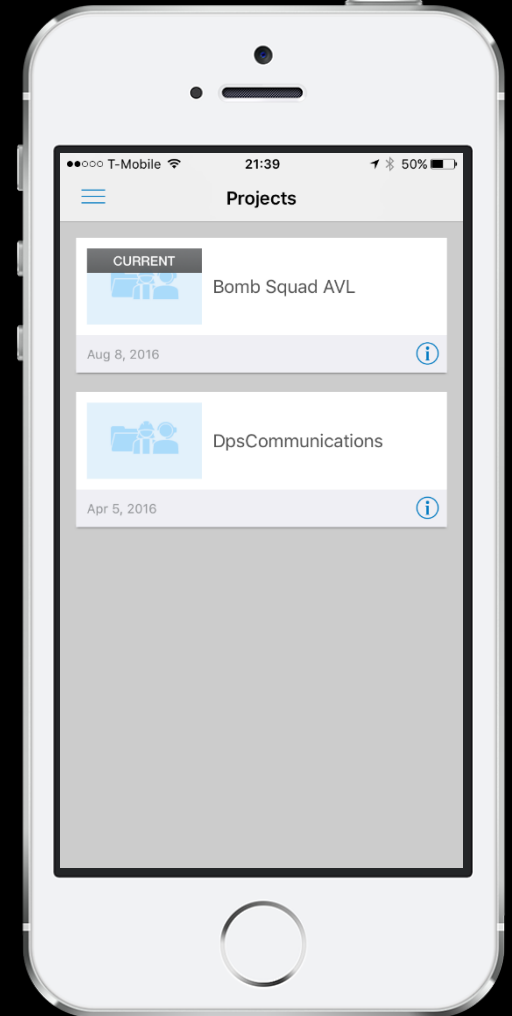 T-Mobile 21:39 50%
Projects
CURRENT
Bomb Squad AVL
Aug 8, 2016
DpsCommunications
Apr 5, 2016